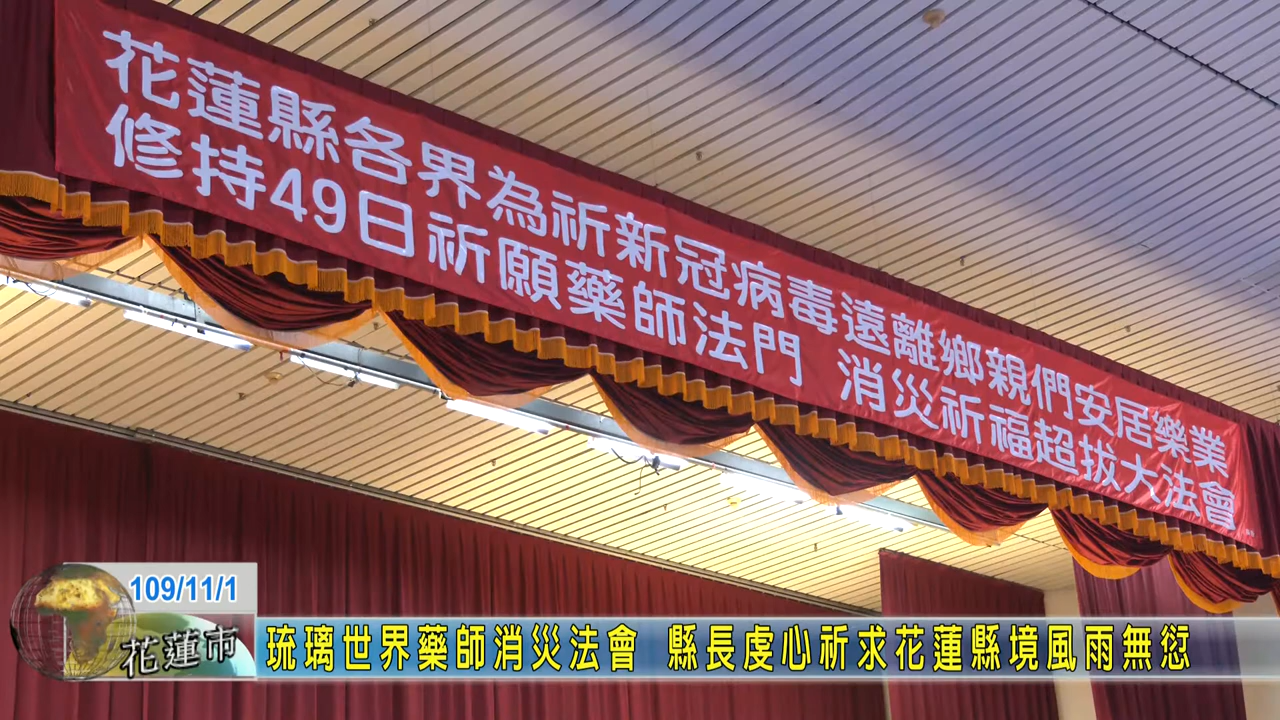 花蓮縣各界為祈新冠病毒遠離鄉親們安居樂業
修持49日祈願藥師法門 消災祈福超拔大法會
109/11/1
花蓮市
琉璃世界藥師消災法會 縣長虔心祈求花蓮縣境風雨無愆